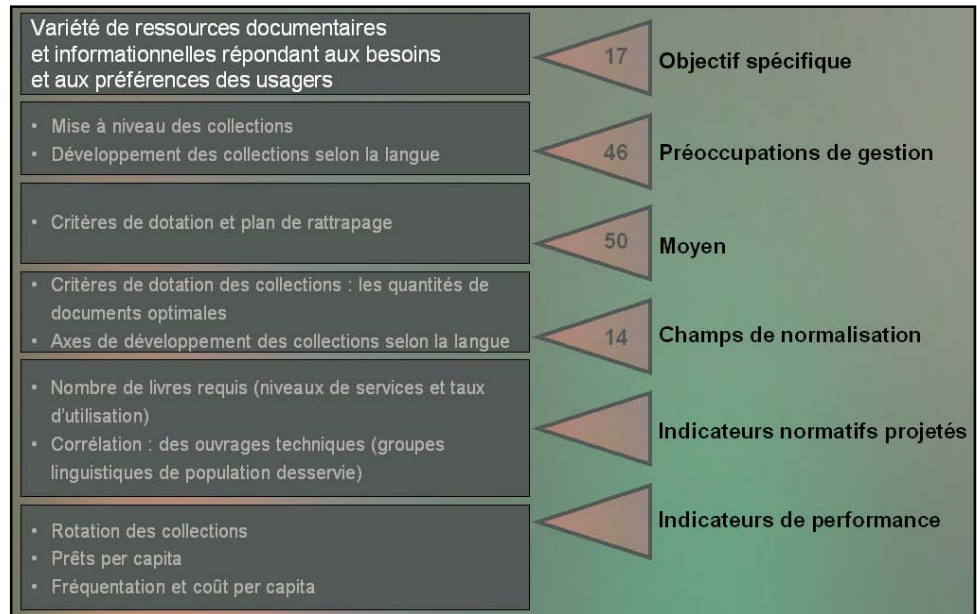 Variété de ressources documentaires
et informationnelles répondant aux besoins
et aux préférences des usagers
17
Objectif spécifique
• Mise à niveau des collections
• Développement des collections selon la langue
46
Préoccupations de gestion
• Critères de dotation et plan de rattrapage
50
Moyen
• Critères de dotation des collections : les quantités de
documents optimales
• Axes de développement des collections selon la langue
14
Champs de normalisation
• Nombre de livres requis (niveaux de services et taux
d'utilisation)
• Corrélation : des ouvrages techniques (groupes
linguistiques de population desservie)
Indicateurs normatifs projetés
• Rotation des collections
• Prêts per capita
• Fréquentation et coût per capita
Indicateurs de performance